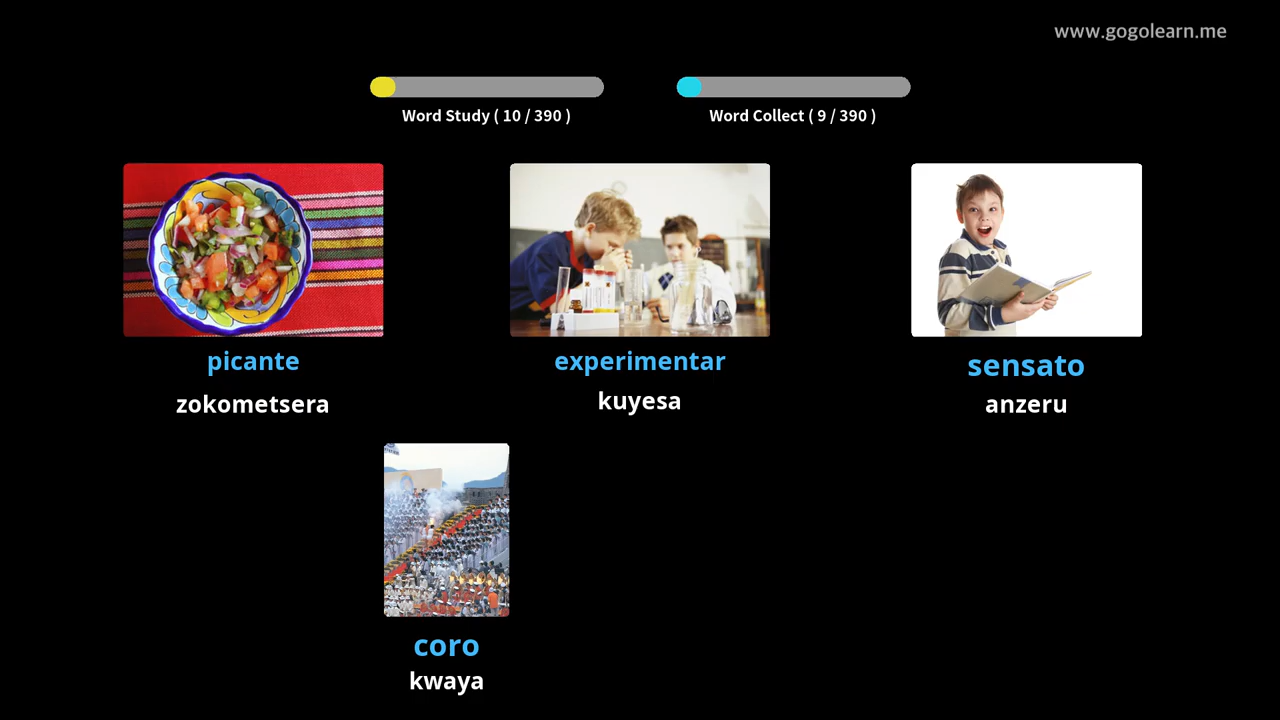 www.gogolearn.me
Word Study ( 10 / 390 )
Word Collect ( 9 / 390 )
picante
zokometsera
experimentar
kuyesa
sensato
anzeru
coro
kwaya